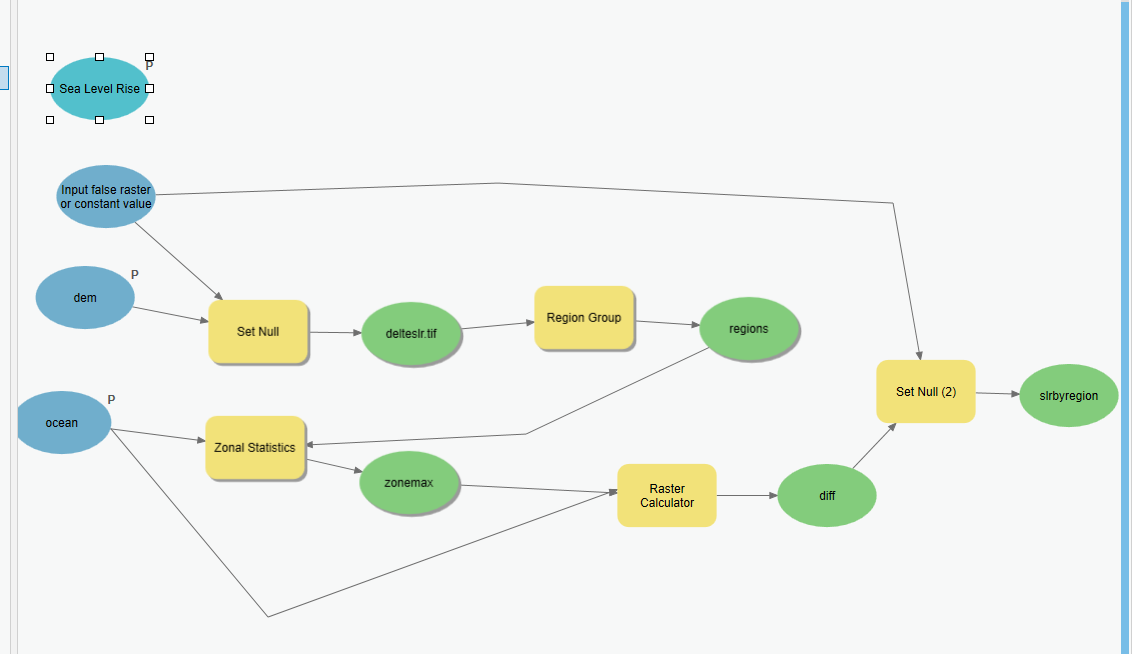 P
Sea Level Rise
Input false raster
or constant value
P
dem
Set Null
delteslr.tif
Region Group
regions
P
ocean
Zonal Statistics
zonemax
Raster
Calculator
diff
Set Null (2)
slrbyregion